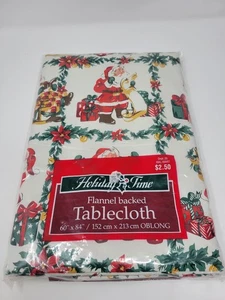 $2.50
Holiday Time
Flannel backed
Tablecloth
60" x 84" / 152 cm x 213 cm OBLONG